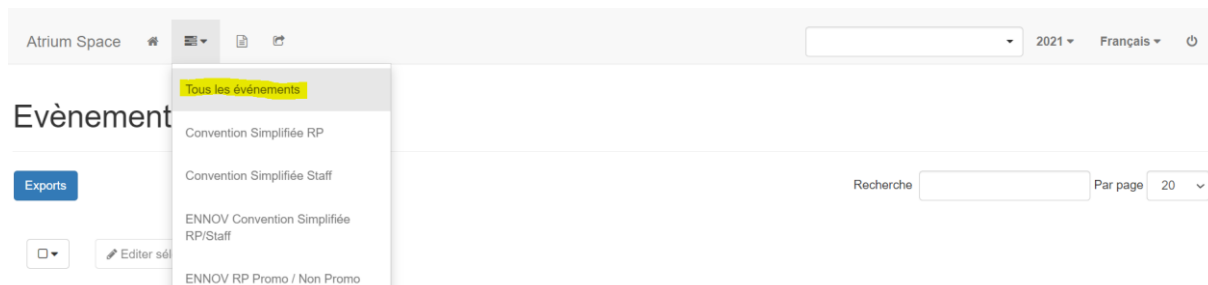 Atrium Space
2021
Français
Tous les événements
Evènement
Convention Simplifiée RP
Exports
Convention Simplifiée Staff
Recherche
Par page
20
ENNOV Convention Simplifiée
RP/Staff
Editer sél
ENNOV RP Promo / Non Promo